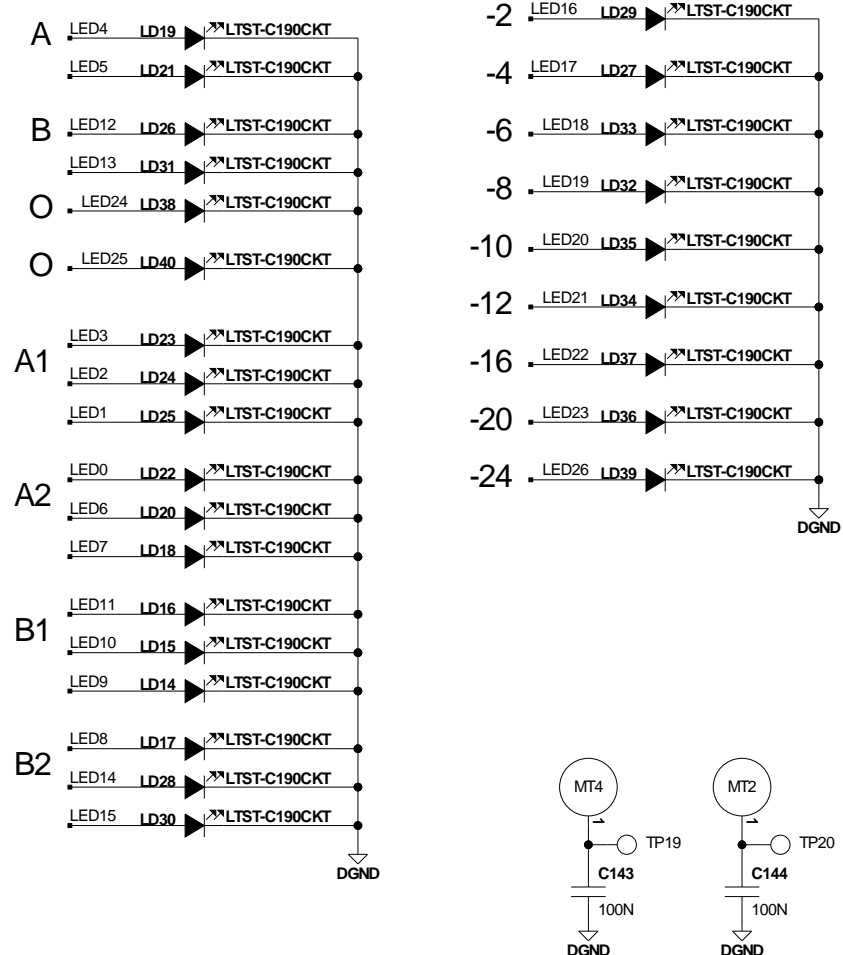 A LED4 LD19 LTST-C190CKT
LED5 LD21 LTST-C190CKT
B LED12 LD26 LTST-C190CKT
LED13 LD31 LTST-C190CKT
O LED24 LD38 LTST-C190CKT
O LED25 LD40 LTST-C190CKT
A1 LED3 LD23 LTST-C190CKT
LED2 LD24 LTST-C190CKT
LED1 LD25 LTST-C190CKT
A2 LED0 LD22 LTST-C190CKT
LED6 LD20 LTST-C190CKT
LED7 LD18 LTST-C190CKT
B1 LED11 LD16 LTST-C190CKT
LED10 LD15 LTST-C190CKT
LED9 LD14 LTST-C190CKT
B2 LED8 LD17 LTST-C190CKT
LED14 LD28 LTST-C190CKT
LED15 LD30 LTST-C190CKT
DGND
-2 LED16 LD29 LTST-C190CKT
-4 LED17 LD27 LTST-C190CKT
-6 LED18 LD33 LTST-C190CKT
-8 LED19 LD32 LTST-C190CKT
-10 LED20 LD35 LTST-C190CKT
-12 LED21 LD34 LTST-C190CKT
-16 LED22 LD37 LTST-C190CKT
-20 LED23 LD36 LTST-C190CKT
-24 LED26 LD39 LTST-C190CKT
DGND
MT4
1
TP19
C143
100N
DGND
MT2
1
TP20
C144
100N
DGND